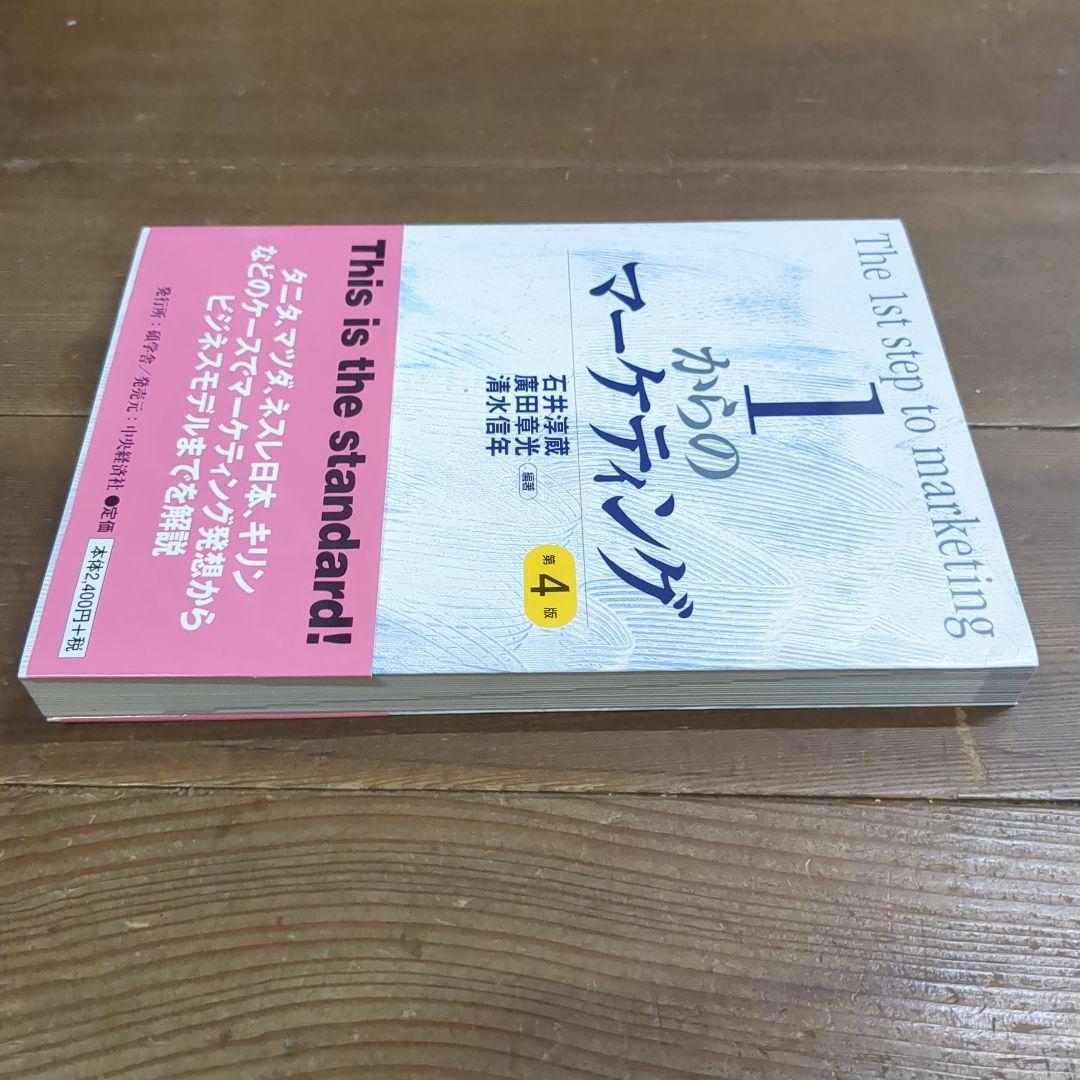 The 1st step to marketing
1
からの
マーケティング
石井淳蔵
廣田章光
清水信年
編著
第4版
This is the standard!
タニタ、マツダ、ネスレ日本、キリン
などのケースでマーケティング発想から
ビジネスモデルまでを解説
発行所:碩学舎/発売元:中央経済社 ●定価 本体2,400円+税